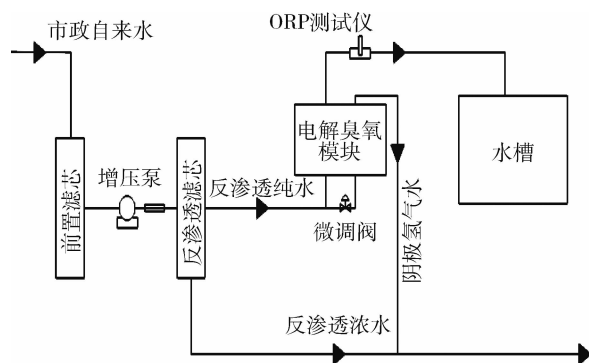 市政自来水
ORP测试仪
电解臭氧
模块
水槽
增压泵
前置滤芯
反渗透滤芯
反渗透纯水
微调阀
阴极氢气水
反渗透浓水